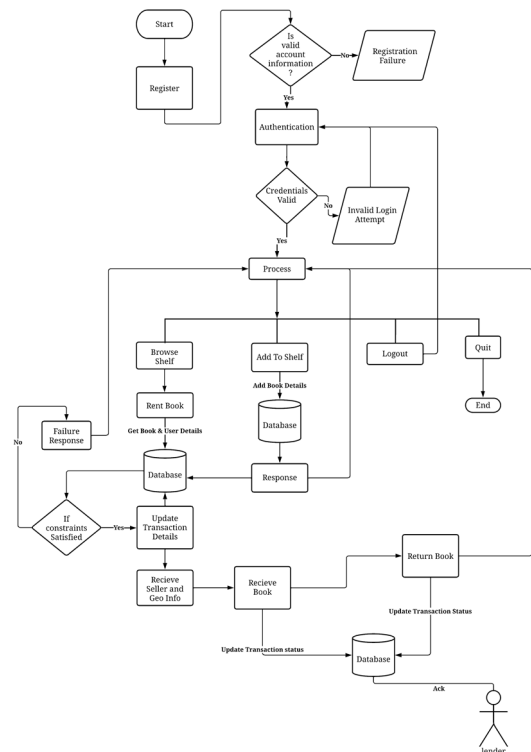 Start
Register
Is
valid
account
information
?
No
Registration
Failure
Yes
Authentication
Credentials
Valid
No
Invalid Login
Attempt
Yes
Process
Browse
Shelf
Add To Shelf
Logout
Quit
Add Book Details
Rent Book
End
Database
Failure
Response
No
Get Book & User Details
Database
Response
If
constraints
Satisfied
Yes
Update
Transaction
Details
Recieve
Seller and
Geo Info
Recieve
Book
Return Book
Update Transaction Status
Update Transaction status
Database
Ack
lender